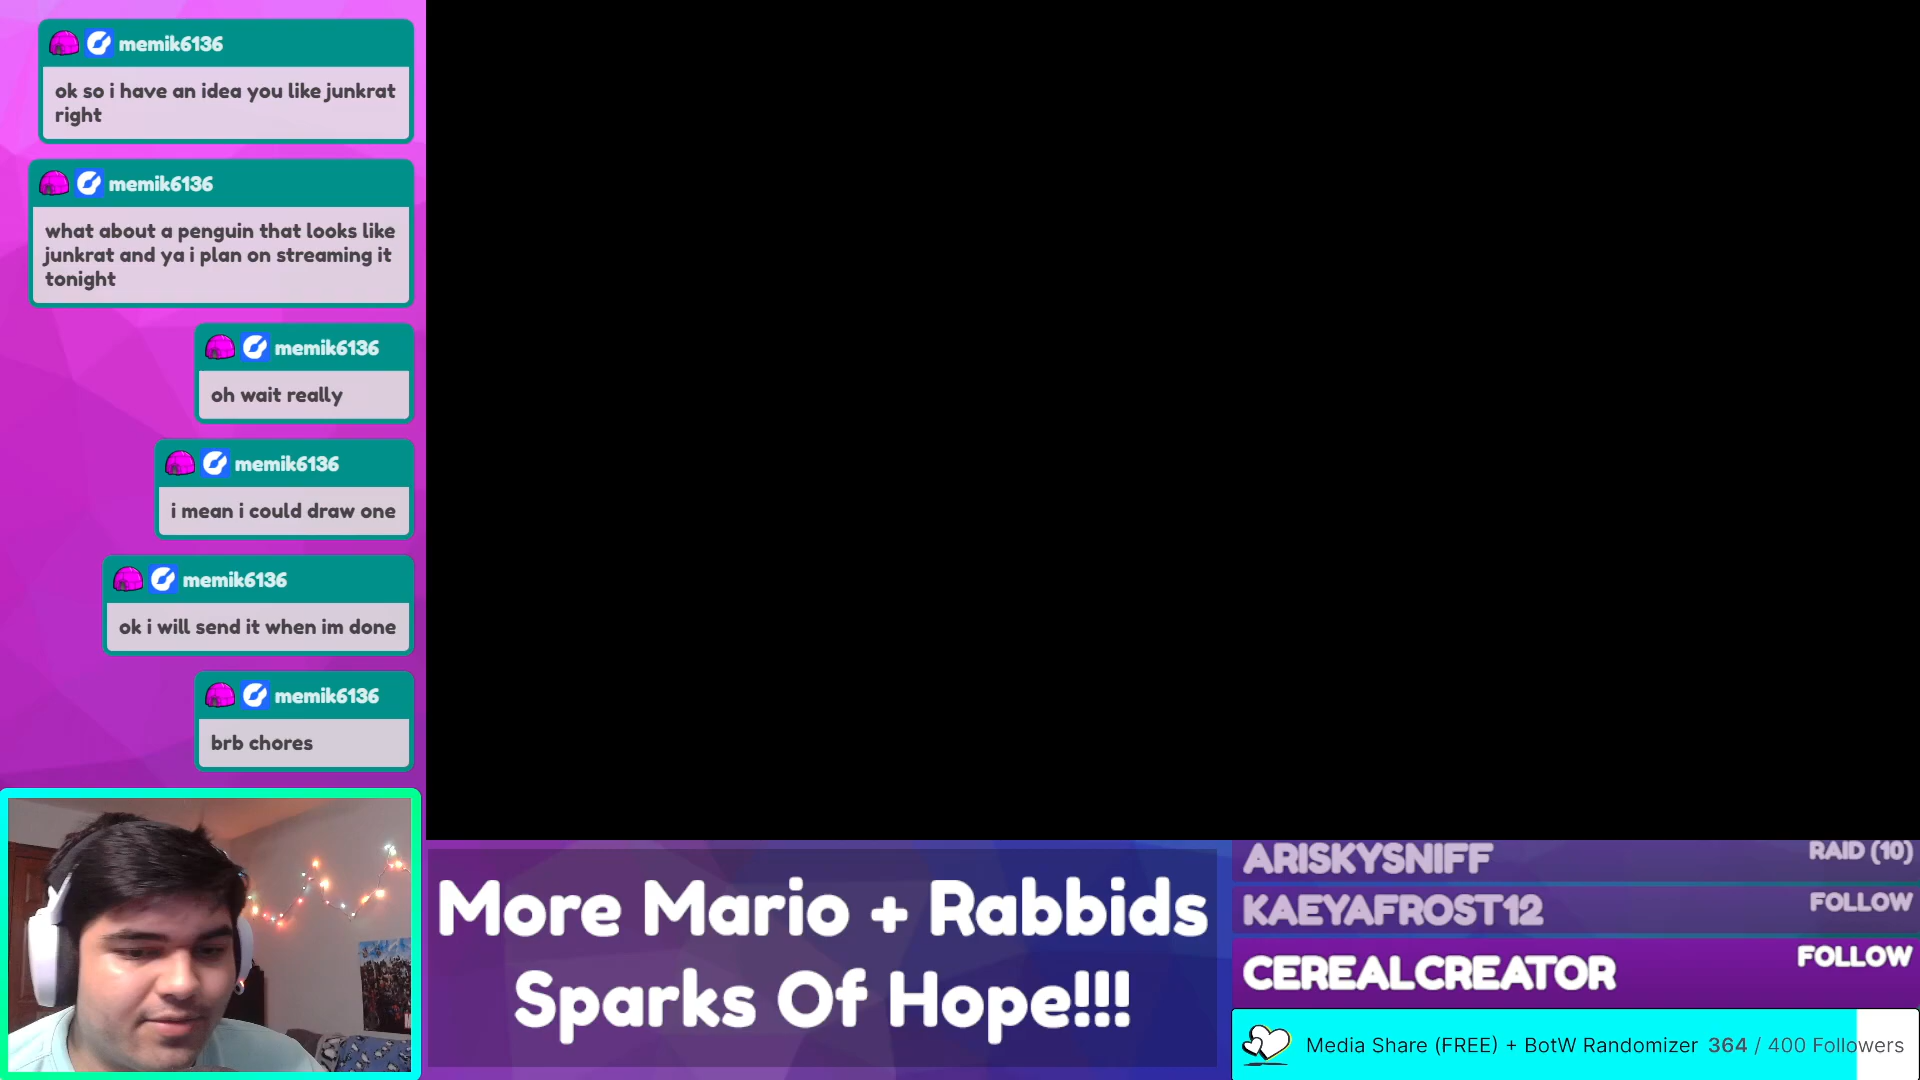 memik6136
ok so i have an idea you like junkrat
right
memik6136
what about a penguin that looks like
junkrat and ya i plan on streaming it
tonight
memik6136
oh wait really
memik6136
i mean i could draw one
memik6136
ok i will send it when im done
memik6136
brb chores
More Mario + Rabbids
Sparks Of Hope!!!
ARISKYSNIFF RAID (10)
KAEYAFROST12 FOLLOW
CEREALCREATOR FOLLOW
Media Share (FREE) + BotW Randomizer 364 / 400 Followers